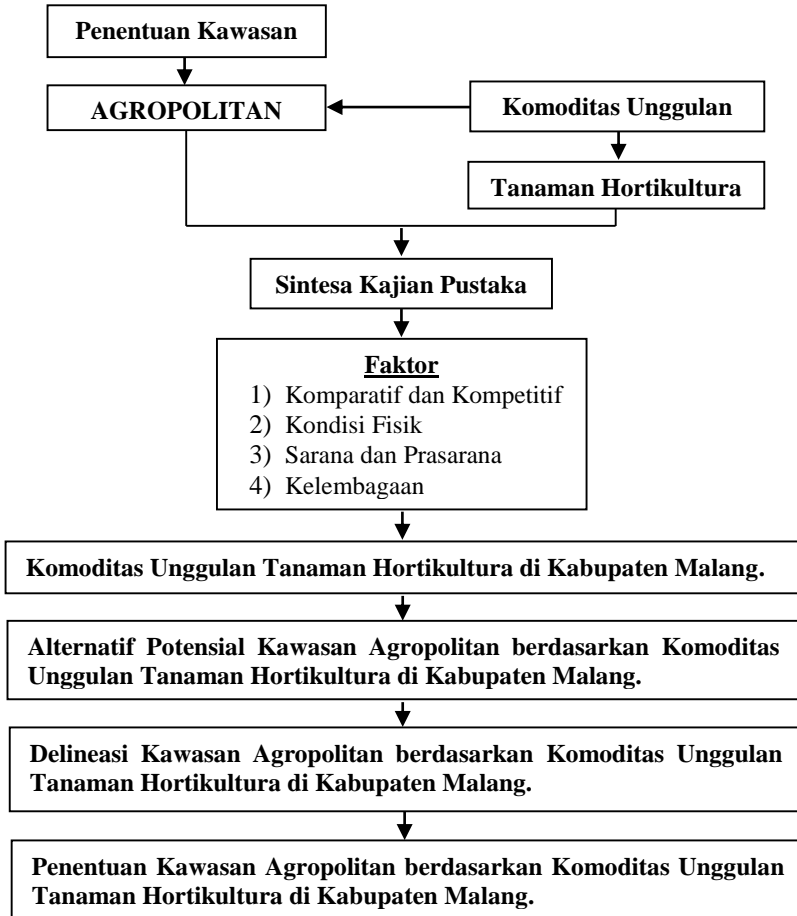 Penentuan Kawasan
AGROPOLITAN
Komoditas Unggulan
Tanaman Hortikultura
Sintesa Kajian Pustaka
Faktor
1) Komparatif dan Kompetitif
2) Kondisi Fisik
3) Sarana dan Prasarana
4) Kelembagaan
Komoditas Unggulan Tanaman Hortikultura di Kabupaten Malang.
Alternatif Potensial Kawasan Agropolitan berdasarkan Komoditas
Unggulan Tanaman Hortikultura di Kabupaten Malang.
Delineasi Kawasan Agropolitan berdasarkan Komoditas Unggulan
Tanaman Hortikultura di Kabupaten Malang.
Penentuan Kawasan Agropolitan berdasarkan Komoditas Unggulan
Tanaman Hortikultura di Kabupaten Malang.